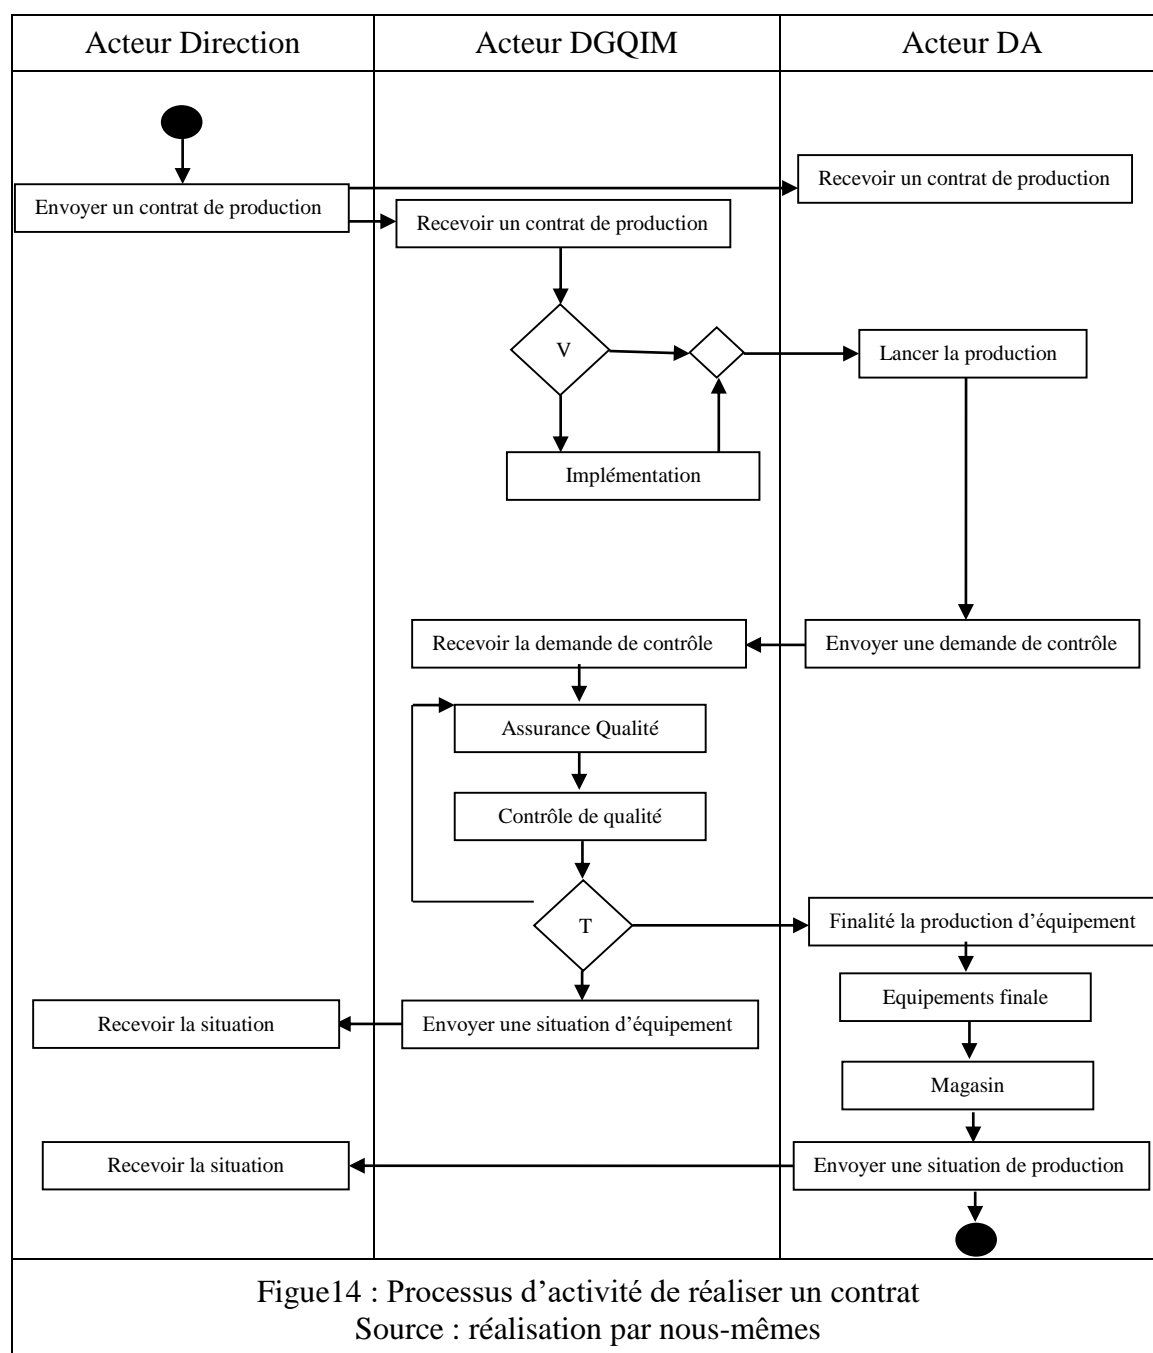 Acteur Direction
Acteur DGQIM
Acteur DA
Recevoir un contrat de production
Envoyer un contrat de production
Recevoir un contrat de production
V
Lancer la production
Implémentation
Recevoir la demande de contrôle
Envoyer une demande de contrôle
Assurance Qualité
Contrôle de qualité
T
Finalité la production d’équipement
Equipements finale
Recevoir la situation
Envoyer une situation d’équipement
Magasin
Recevoir la situation
Envoyer une situation de production
Figue14 : Processus d’activité de réaliser un contrat
Source : réalisation par nous-mêmes